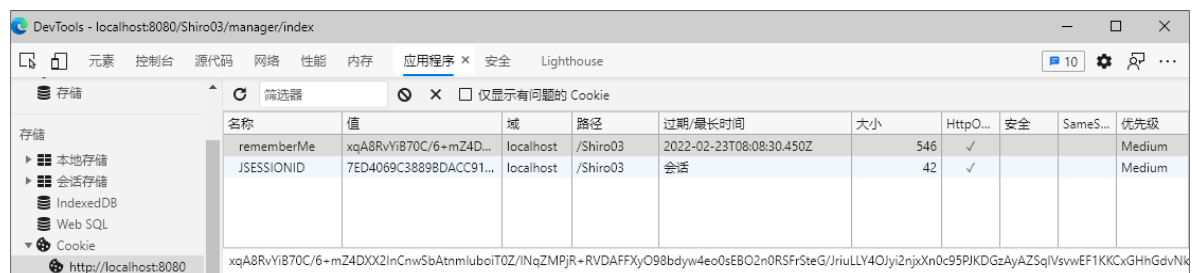 DevTools - localhost:8080/Shiro03/manager/index
元素 控制台 源代码 网络 性能 内存 应用程序 × 安全 Lighthouse 10
存储
筛选器 仅显示有问题的 Cookie
存储
名称 值 域 路径 过期/最长时间 大小 HttpO... 安全 SameS... 优先级
rememberMe xqA8RvYiB70C/6+mZ4D... localhost /Shiro03 2022-02-23T08:08:30.450Z 546 ✓ Medium
本地存储
JSESSIONID 7ED4069C3889BDACC91... localhost /Shiro03 会话 42 ✓ Medium
会话存储
IndexedDB
Web SQL
Cookie
http://localhost:8080
xqA8RvYiB70C/6+mZ4DXX2InCnwSbAtnmIuboiT0Z/INqZMPjR+RVDAFFXyO98bdyw4eo0sEBO2n0RSFrSteG/JriuLLY4OJyi2njxXn0c95PJKDGzAyAZSqIVsvwEF1KKCxGHhGdvNk